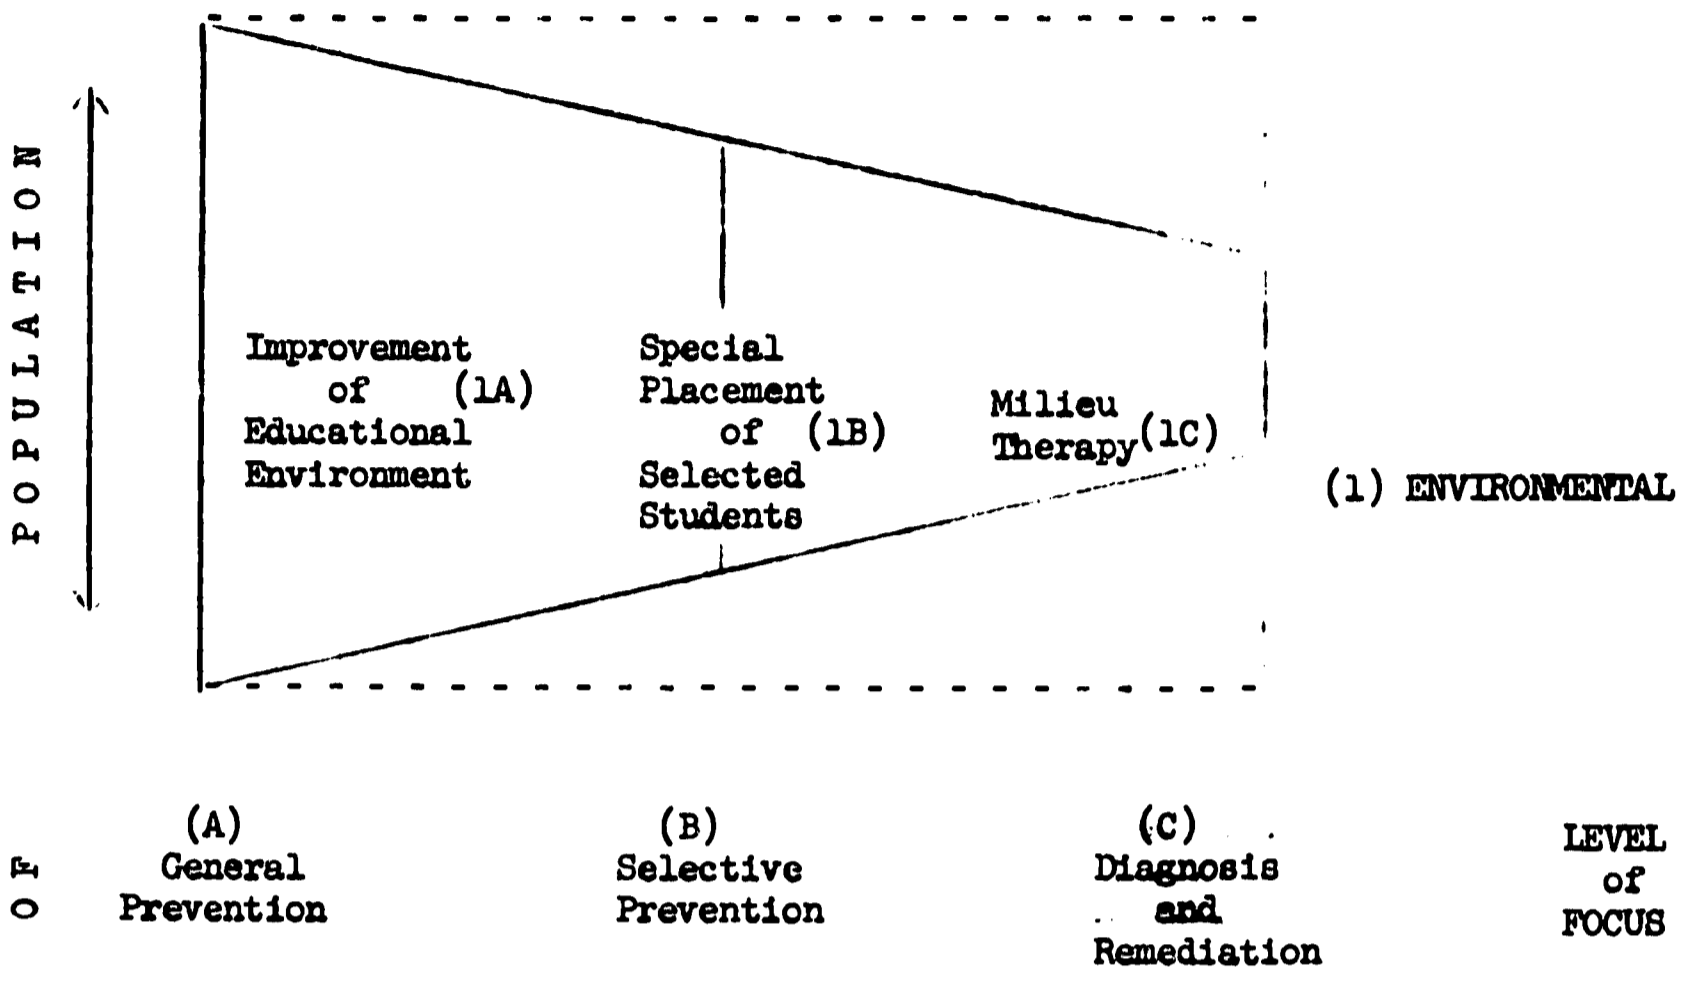 POPULATION
Improvement
of (1A)
Educational
Environment
Special
Placement
of (1B)
Selected
Students
Milieu
Therapy (1C)
(1) ENVIRONMENTAL
OF
(A)
General
Prevention
(B)
Selective
Prevention
(C)
Diagnosis
and
Remediation
LEVEL
of
FOCUS